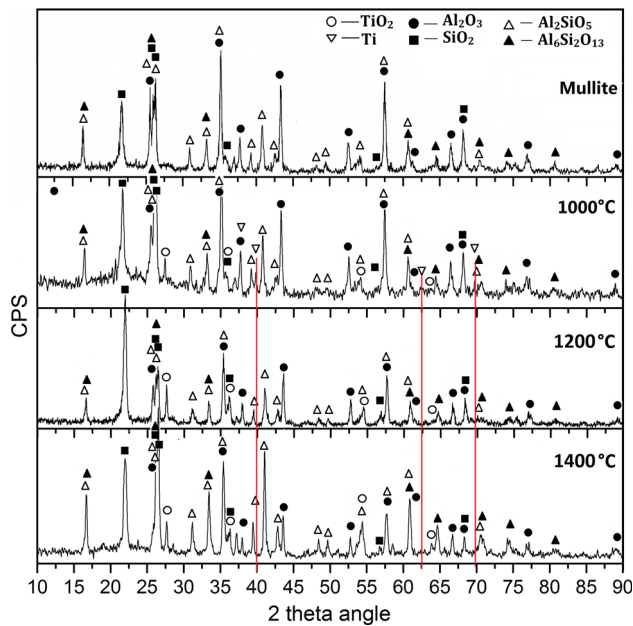 ○ — TiO₂ ● — Al₂O₃ △ — Al₂SiO₅
▽ — Ti ■ — SiO₂ ▲ — Al₆Si₂O₁₃
Mullite
1000°C
1200°C
1400°C
CPS
10 15 20 25 30 35 40 45 50 55 60 65 70 75 80 85 90
2 theta angle